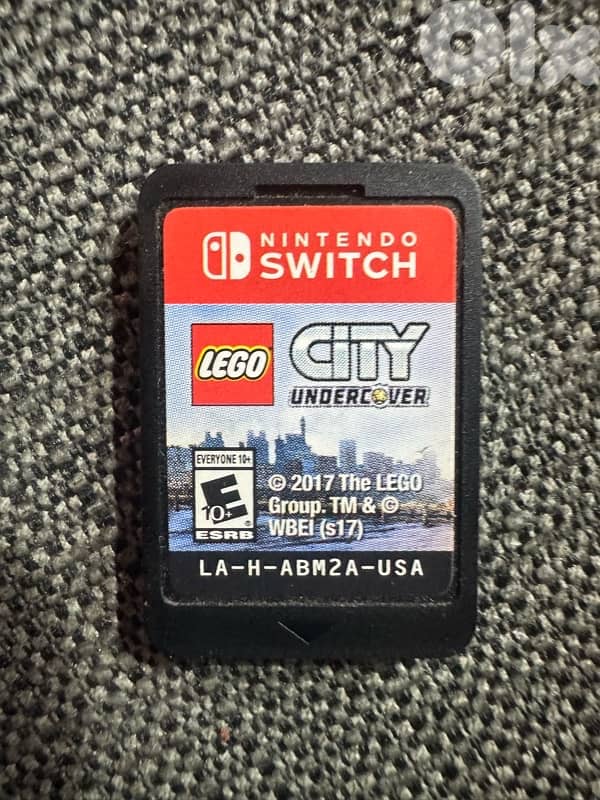 Olx
NINTENDO
SWITCH
LEGO
CITY
UNDERCOVER
EVERYONE 10+
E
10+
ESRB
© 2017 The LEGO
Group. TM & ©
WBEI (s17)
LA-H-ABM2A-USA